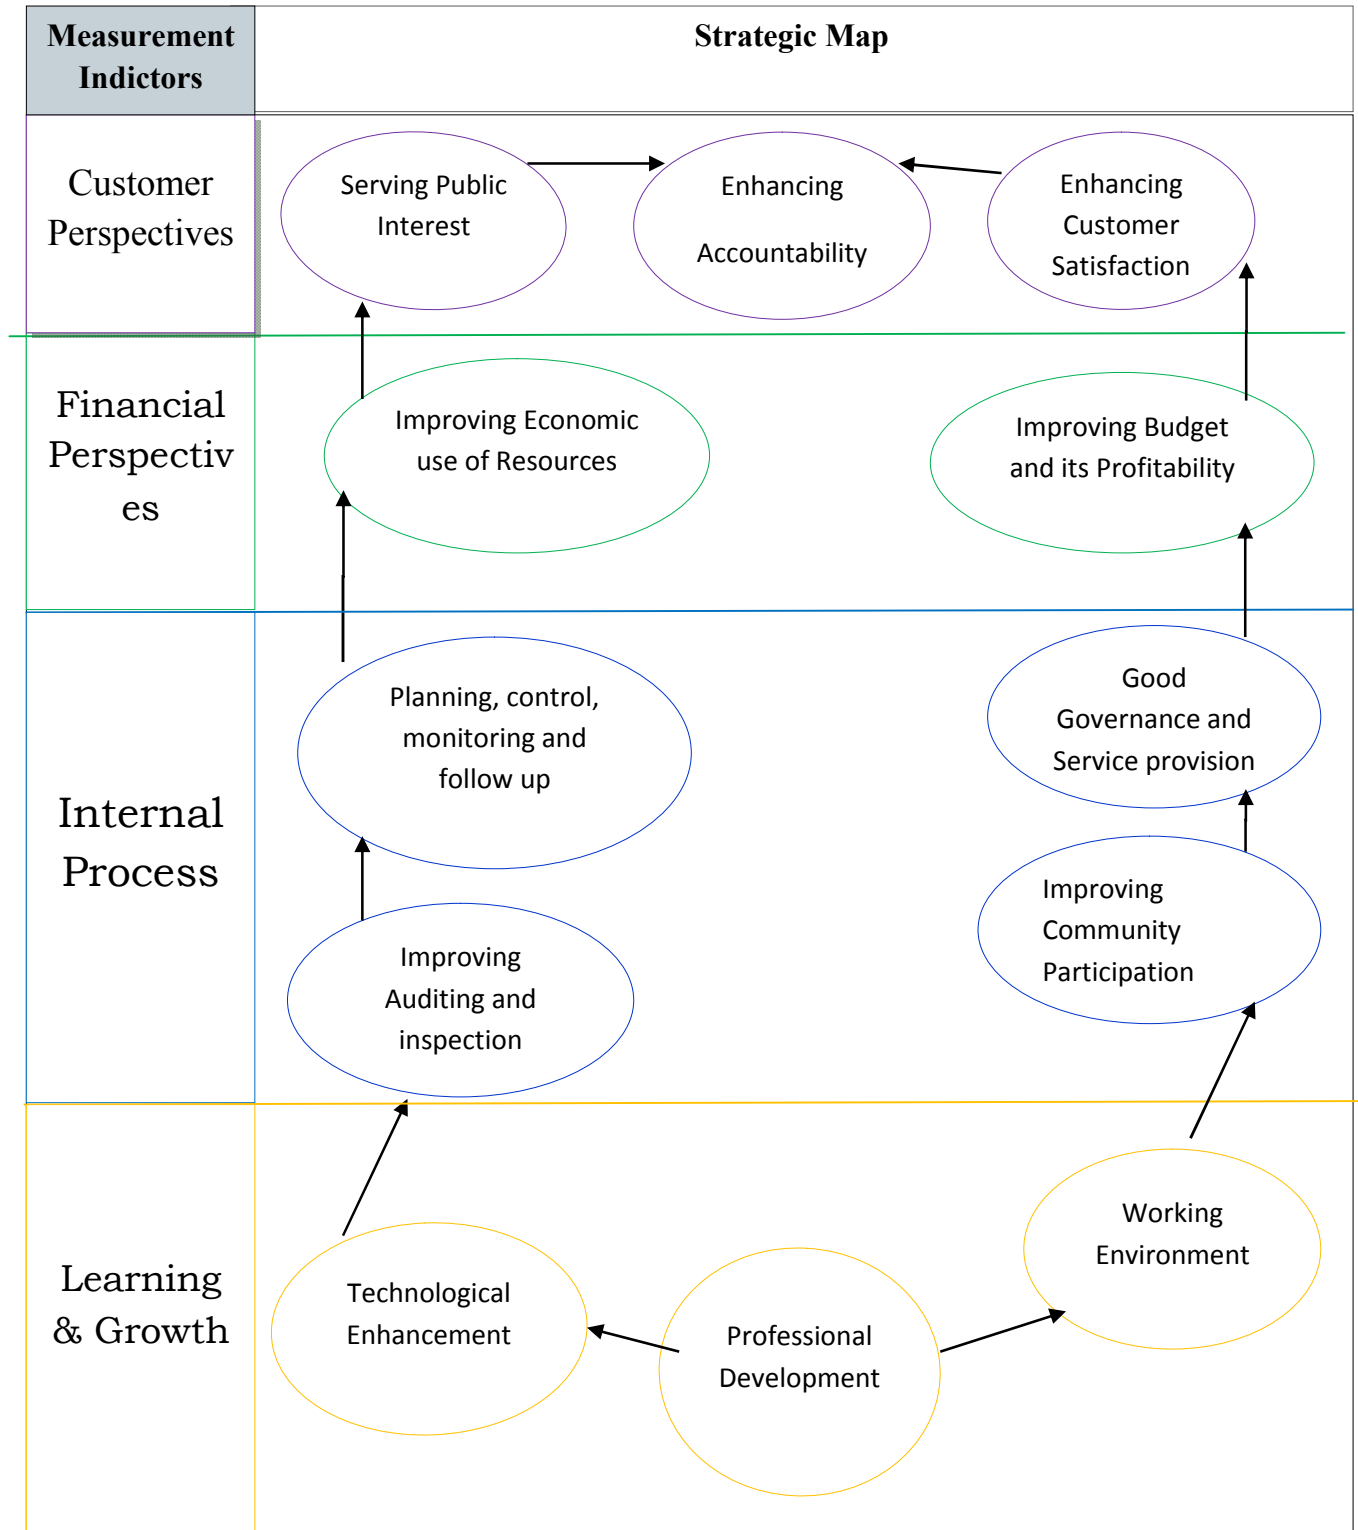 Measurement
Indictors
Strategic Map
Customer
Perspectives
Serving Public
Interest
Enhancing
Accountability
Enhancing
Customer
Satisfaction
Financial
Perspectiv
es
Improving Economic
use of Resources
Improving Budget
and its Profitability
Internal
Process
Planning, control,
monitoring and
follow up
Good
Governance and
Service provision
Improving
Auditing and
inspection
Improving
Community
Participation
Learning
& Growth
Technological
Enhancement
Professional
Development
Working
Environment